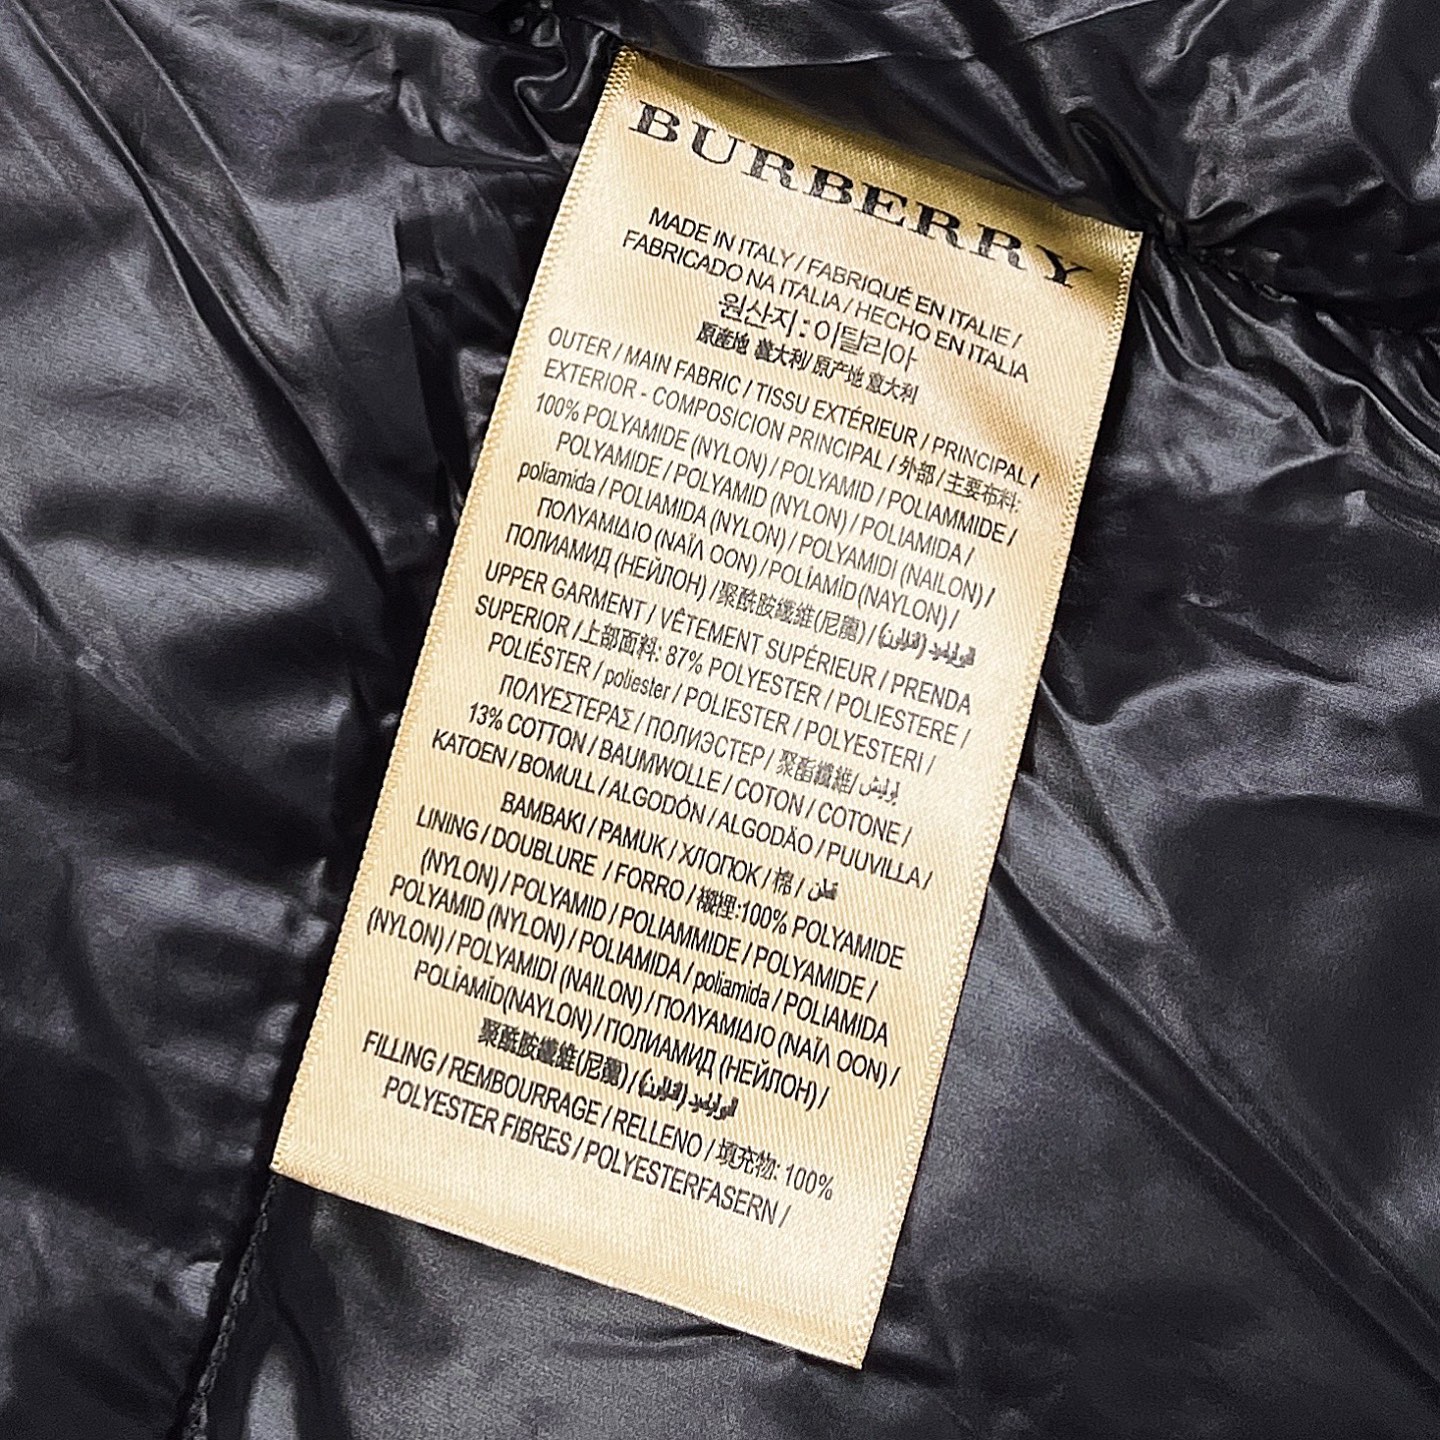 BURBERRY
MADE IN ITALY / FABRIQUÉ EN ITALIE /
FABRICADO NA ITALIA / HECHO EN ITALIA
원산지 : 이탈리아
原產地 義大利/ 原产地 意大利
OUTER / MAIN FABRIC / TISSU EXTÉRIEUR / PRINCIPAL /
EXTERIOR - COMPOSICION PRINCIPAL / 外部 / 主要布料:
100% POLYAMIDE (NYLON) / POLYAMID / POLIAMMIDE /
POLYAMIDE / POLYAMID (NYLON) / POLIAMIDA /
poliamida / POLIAMIDA (NYLON) / POLYAMIDI (NAILON) /
ΠΟΛΥΑΜΙΔΙΟ (ΝΑΪΛ ΟΟΝ) / POLİAMİD (NAYLON) /
ПОЛИАМИД (НЕЙЛОН) / 聚酰胺纖維(尼龍) /
UPPER GARMENT / VÊTEMENT SUPÉRIEUR / PRENDA
SUPERIOR / 上部面料: 87% POLYESTER / POLIESTERE /
POLIÉSTER / poliester / POLIESTER / POLYESTERI /
ΠΟΛΥΕΣΤΕΡΑΣ / ПОЛИЭСТЕР / 聚酯纖維/
13% COTTON / BAUMWOLLE / COTON / COTONE /
KATOEN / BOMULL / ALGODÓN / ALGODÃO / PUUVILLA /
BAMBAKI / PAMUK / ХЛОПОК / 棉 /
LINING / DOUBLURE / FORRO / 襯裡:100% POLYAMIDE
(NYLON) / POLYAMID / POLIAMMIDE / POLYAMIDE /
POLYAMID (NYLON) / POLIAMIDA / poliamida / POLIAMIDA
(NYLON) / POLYAMIDI (NAILON) / ΠΟΛΥΑΜΙΔΙΟ (ΝΑΪΛ ΟΟΝ) /
POLİAMİD(NAYLON) / ПОЛИАМИД (НЕЙЛОН) /
聚酰胺纖維(尼龍) /
FILLING / REMBOURRAGE / RELLENO / 填充物: 100%
POLYESTER FIBRES / POLYESTERFASERN /